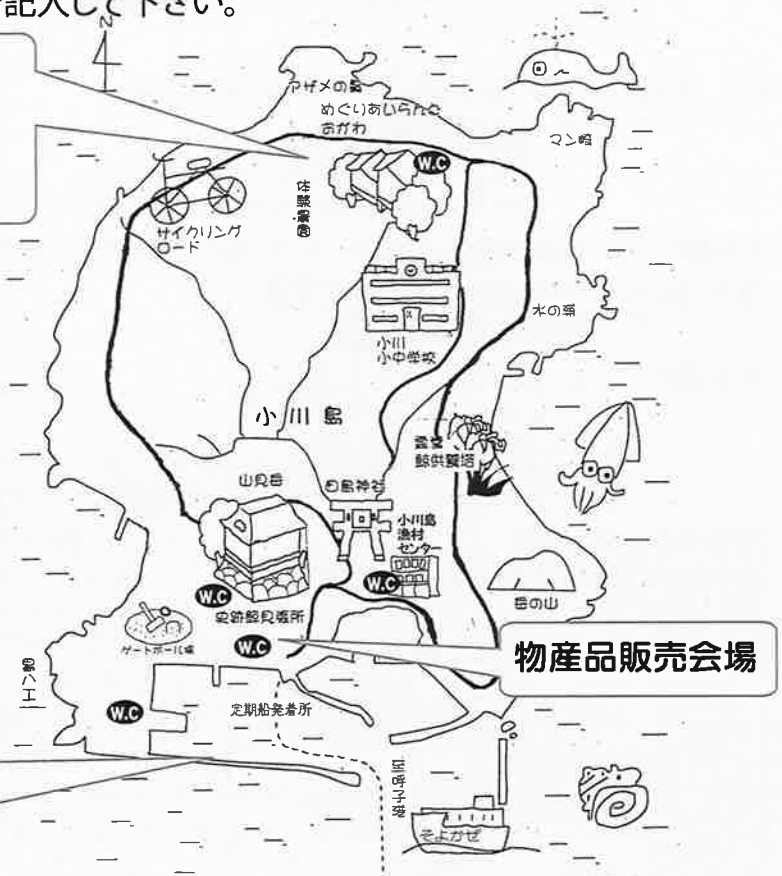 記入して下さい。
N
アザメの鼻
めぐりあいらんど
おがわ
マン崎
W.C
体験農園
サイクリング
ロード
水の鼻
小川
小中学校
小川島
鯨供養塔
山見岳
田島神社
小川島
漁村
センター
W.C
岳の山
W.C
史跡鯨見張所
物産品販売会場
ゲートボール場
W.C
W.C
定期船発着所
至呼子港
そよかぜ